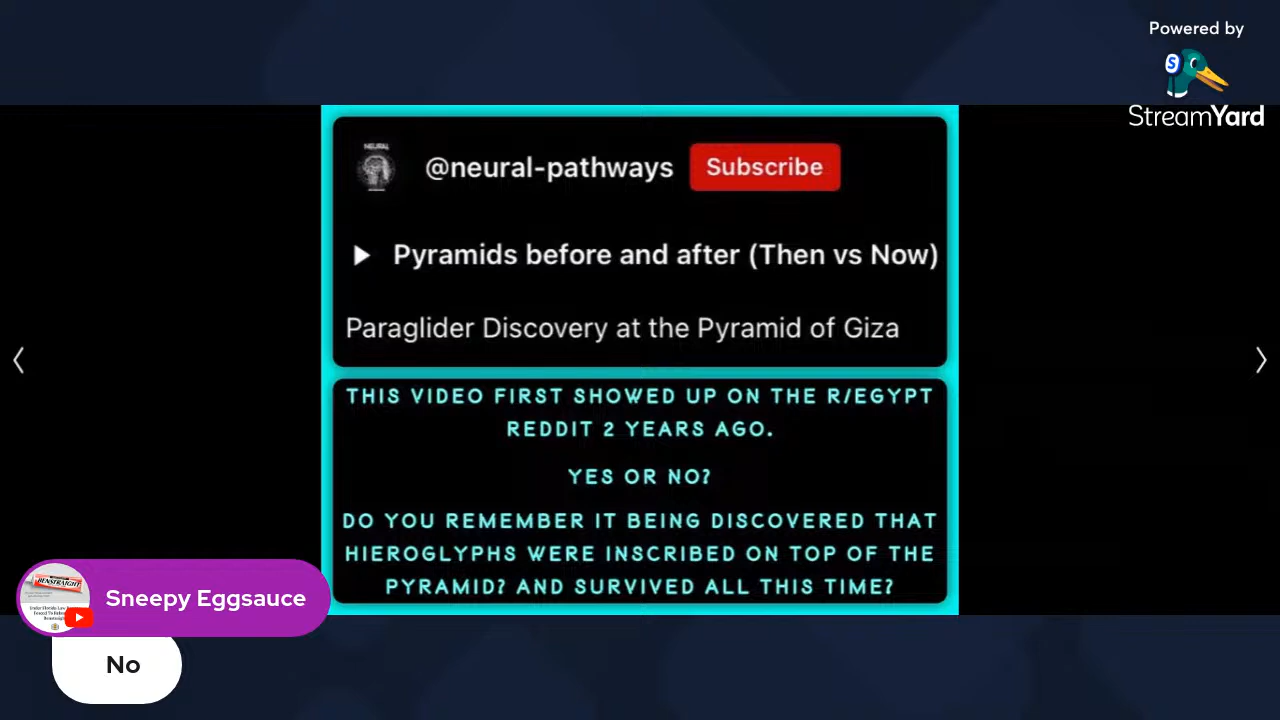 Powered by
StreamYard
@neural-pathways Subscribe
Pyramids before and after (Then vs Now)
Paraglider Discovery at the Pyramid of Giza
THIS VIDEO FIRST SHOWED UP ON THE R/EGYPT
REDDIT 2 YEARS AGO.
YES OR NO?
DO YOU REMEMBER IT BEING DISCOVERED THAT
HIEROGLYPHS WERE INSCRIBED ON TOP OF THE
PYRAMID? AND SURVIVED ALL THIS TIME?
Sneepy Eggsauce
No